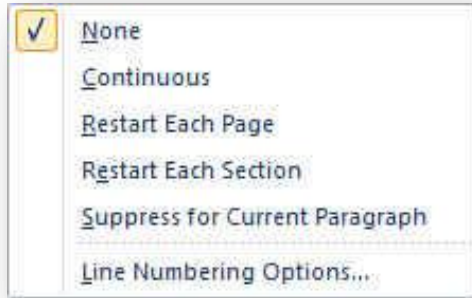 None
Continuous
Restart Each Page
Restart Each Section
Suppress for Current Paragraph
Line Numbering Options...